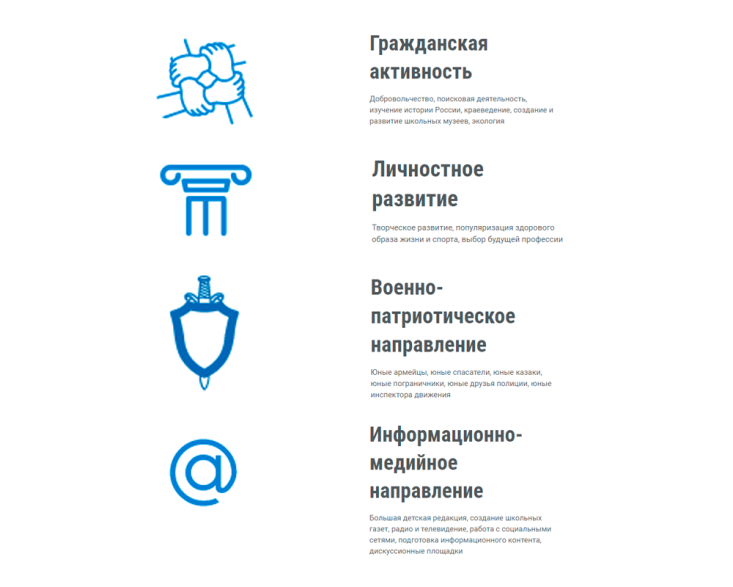 Гражданская
активность
Добровольчество, поисковая деятельность,
изучение истории России, краеведение, создание и
развитие школьных музеев, экология
Личностное
развитие
Творческое развитие, популяризация здорового
образа жизни и спорта, выбор будущей профессии
Военно-
патриотическое
направление
Юные армейцы, юные спасатели, юные казаки,
юные пограничники, юные друзья полиции, юные
инспектора движения
Информационно-
медийное
направление
Большая детская редакция, создание школьных
газет, радио и телевидение, работа с социальными
сетями, подготовка информационного контента,
дискуссионные площадки